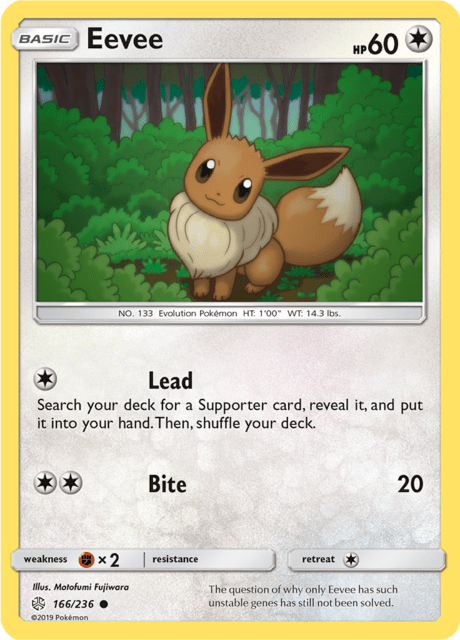 BASIC Eevee HP60
NO. 133 Evolution Pokémon HT: 1'00" WT: 14.3 lbs.
Lead
Search your deck for a Supporter card, reveal it, and put
it into your hand. Then, shuffle your deck.
Bite 20
weakness ×2 resistance retreat
Illus. Motofumi Fujiwara
166/236
©2019 Pokémon
The question of why only Eevee has such
unstable genes has still not been solved.